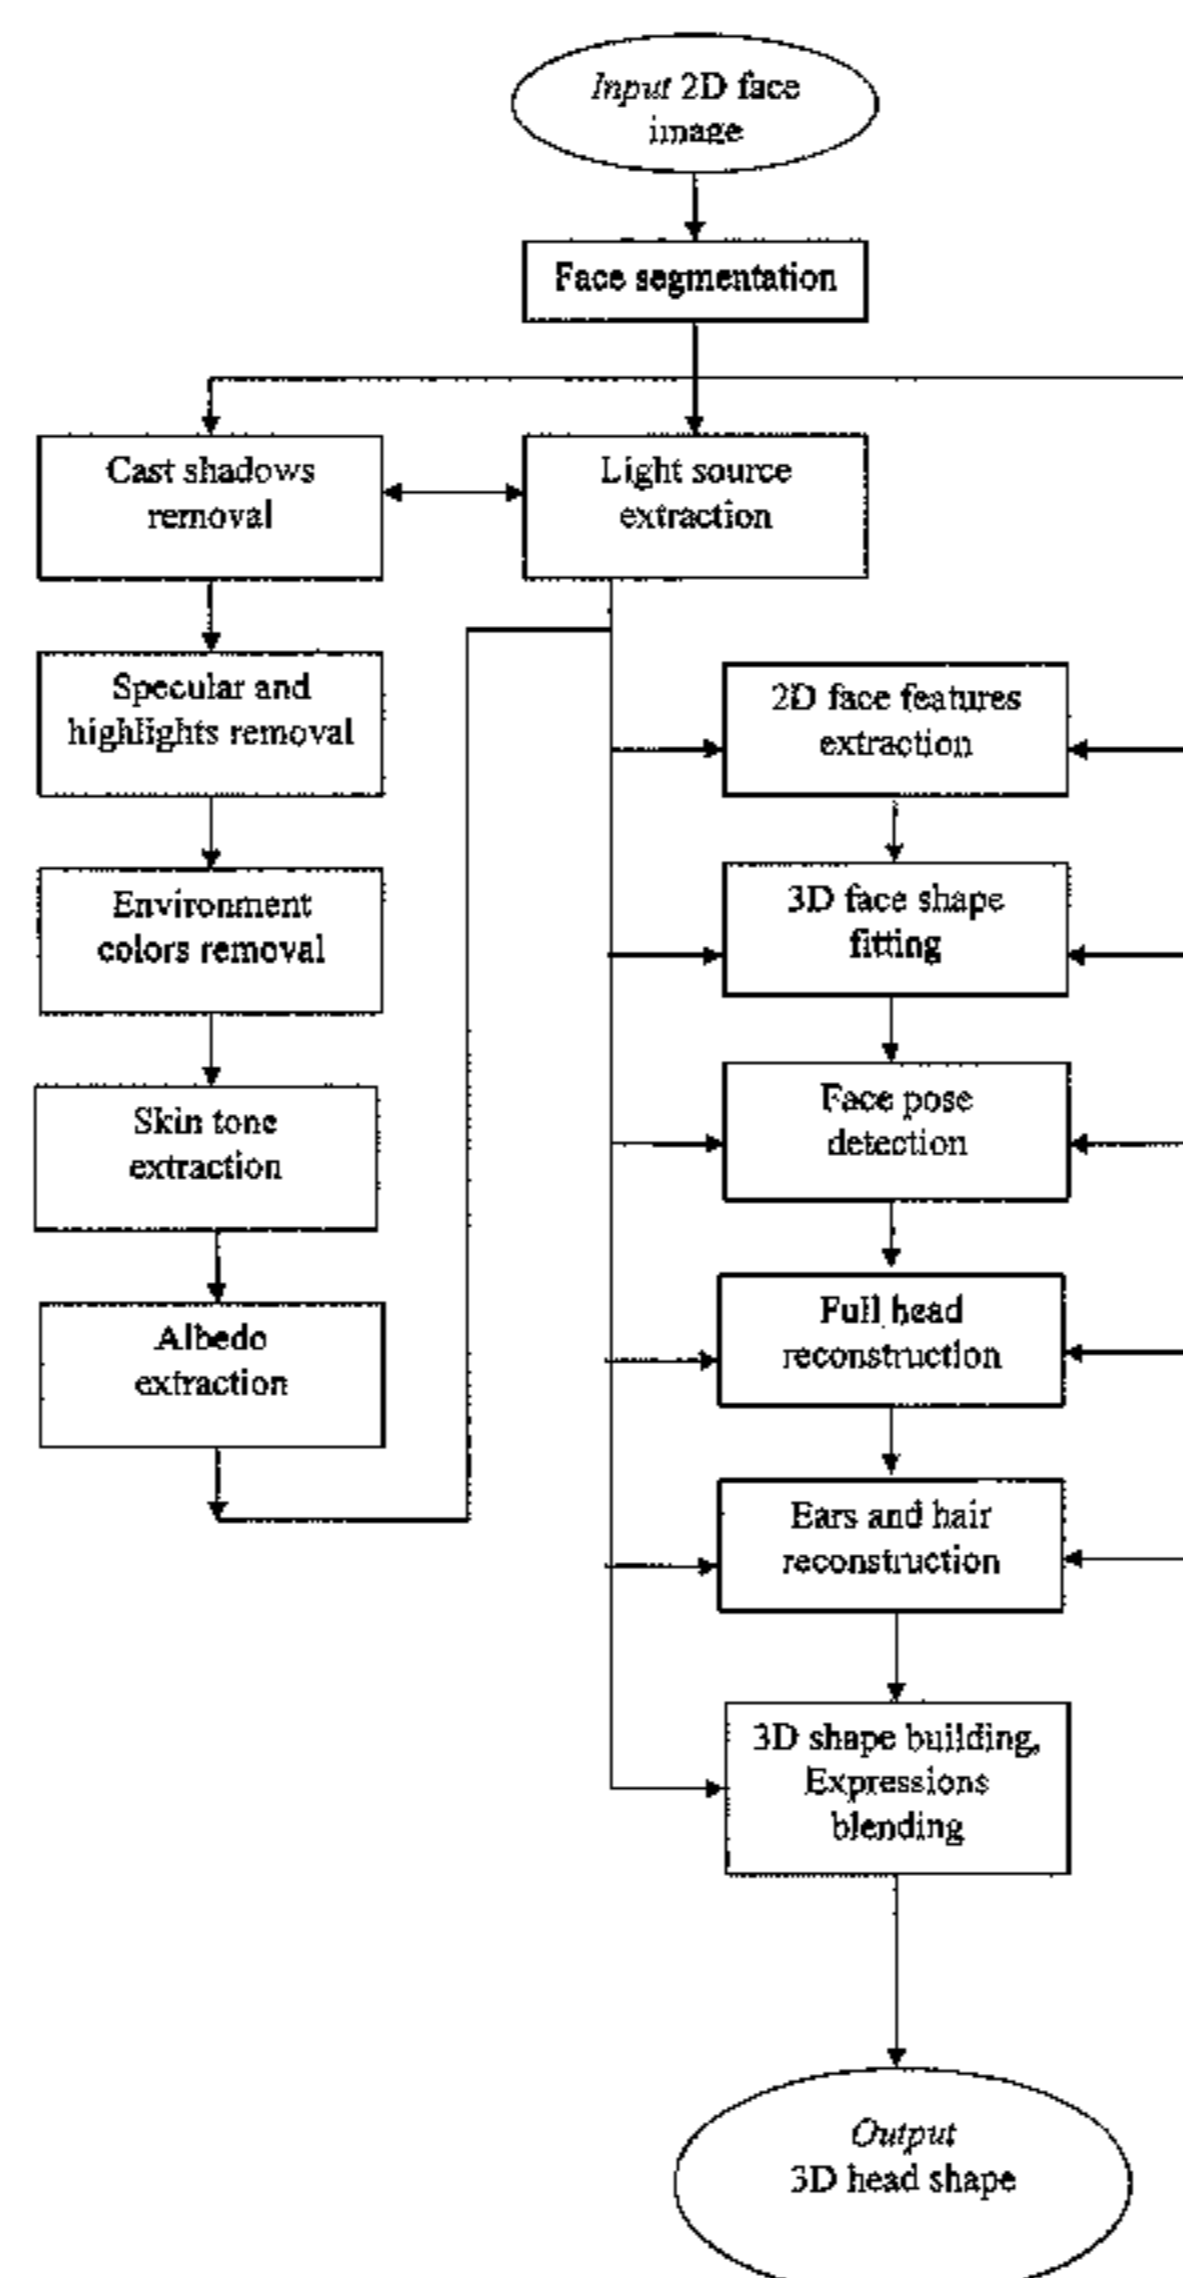 Input 2D face
image
Face segmentation
Cast shadows
removal
Light source
extraction
Specular and
highlights removal
Environment
colors removal
Skin tone
extraction
Albedo
extraction
2D face features
extraction
3D face shape
fitting
Face pose
detection
Full head
reconstruction
Ears and hair
reconstruction
3D shape building,
Expressions
blending
Output
3D head shape